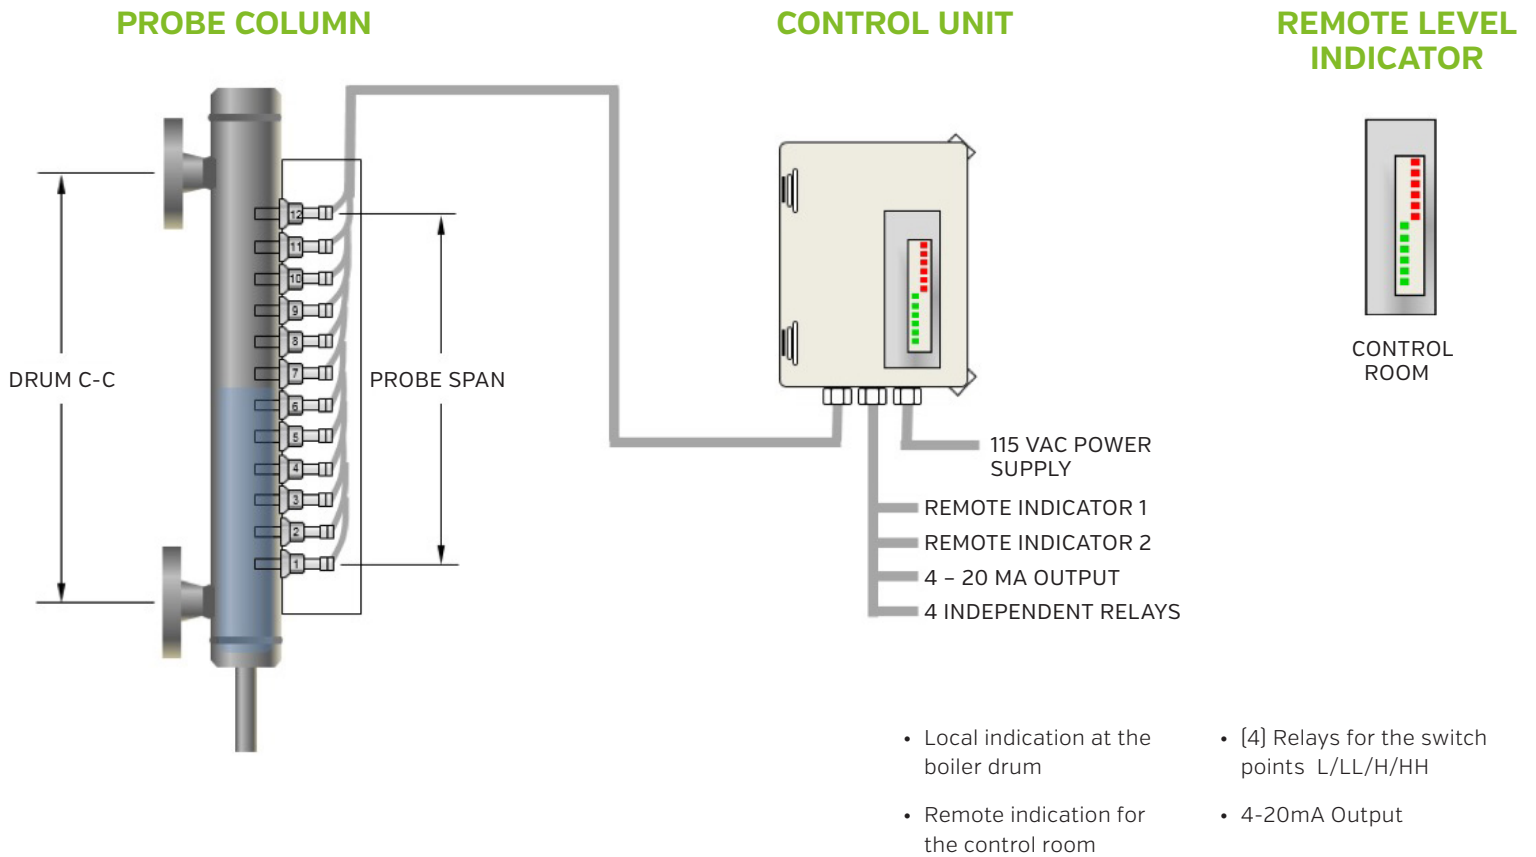 PROBE COLUMN
CONTROL UNIT
REMOTE LEVEL
INDICATOR
12
11
10
9
8
7
6
5
4
3
2
1
DRUM C-C
PROBE SPAN
CONTROL
ROOM
115 VAC POWER
SUPPLY
REMOTE INDICATOR 1
REMOTE INDICATOR 2
4 – 20 MA OUTPUT
4 INDEPENDENT RELAYS
• Local indication at the
boiler drum
• Remote indication for
the control room
• (4) Relays for the switch
points L/LL/H/HH
• 4-20mA Output